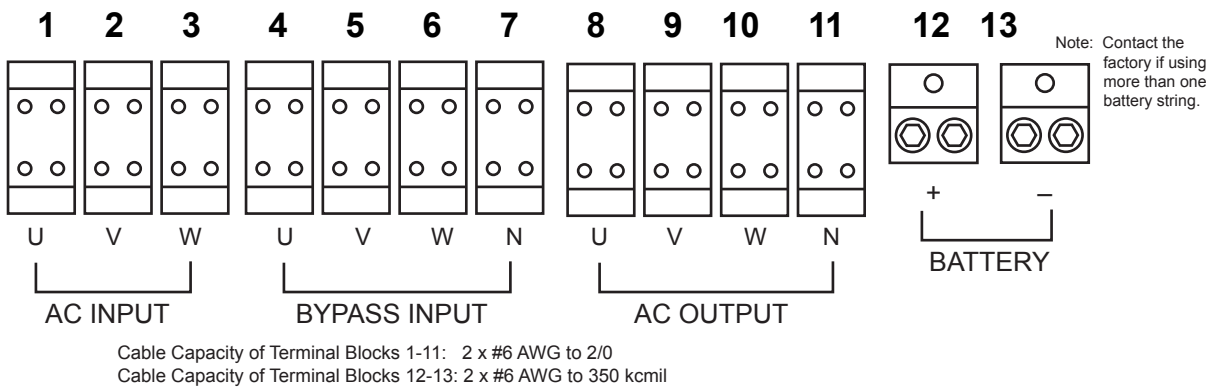 1 2 3 4 5 6 7 8 9 10 11 12 13
Note: Contact the
factory if using
more than one
battery string.
U V W U V W N U V W N + –
AC INPUT BYPASS INPUT AC OUTPUT BATTERY
Cable Capacity of Terminal Blocks 1-11: 2 x #6 AWG to 2/0
Cable Capacity of Terminal Blocks 12-13: 2 x #6 AWG to 350 kcmil